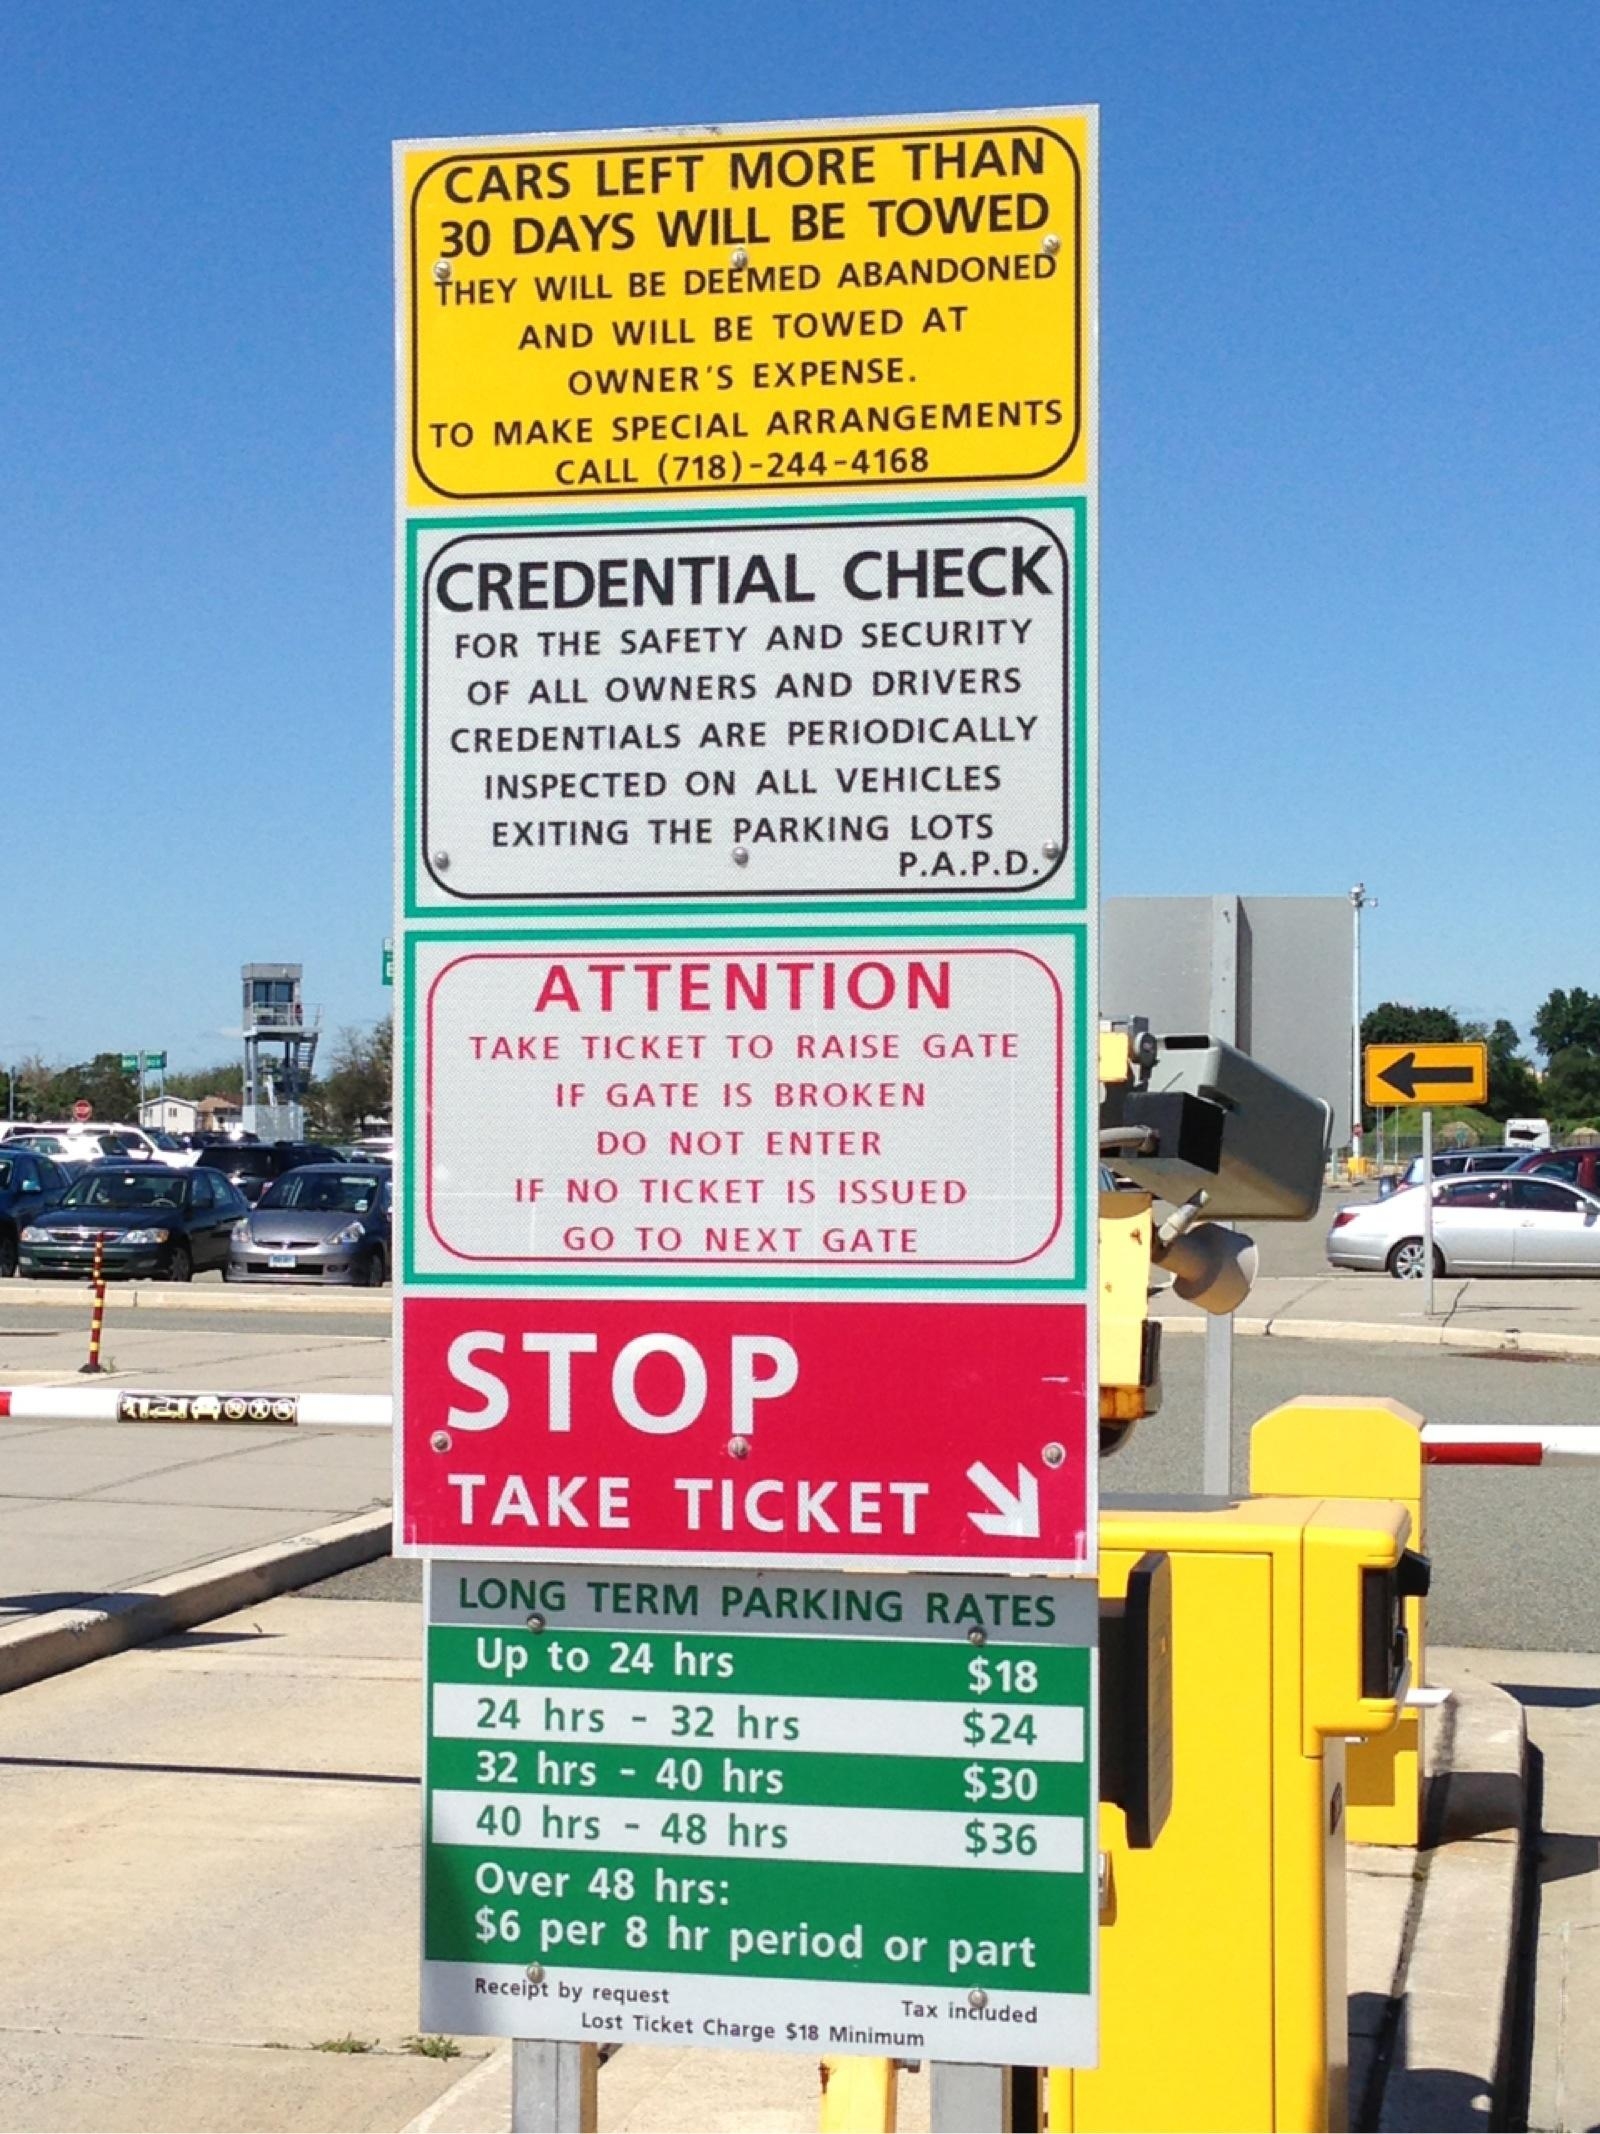 CARS LEFT MORE THAN
30 DAYS WILL BE TOWED
THEY WILL BE DEEMED ABANDONED
AND WILL BE TOWED AT
OWNER'S EXPENSE.
TO MAKE SPECIAL ARRANGEMENTS
CALL (718)-244-4168
CREDENTIAL CHECK
FOR THE SAFETY AND SECURITY
OF ALL OWNERS AND DRIVERS
CREDENTIALS ARE PERIODICALLY
INSPECTED ON ALL VEHICLES
EXITING THE PARKING LOTS
P.A.P.D.
ATTENTION
TAKE TICKET TO RAISE GATE
IF GATE IS BROKEN
DO NOT ENTER
IF NO TICKET IS ISSUED
GO TO NEXT GATE
STOP
TAKE TICKET
LONG TERM PARKING RATES
Up to 24 hrs $18
24 hrs - 32 hrs $24
32 hrs - 40 hrs $30
40 hrs - 48 hrs $36
Over 48 hrs:
$6 per 8 hr period or part
Receipt by request Tax included
Lost Ticket Charge $18 Minimum